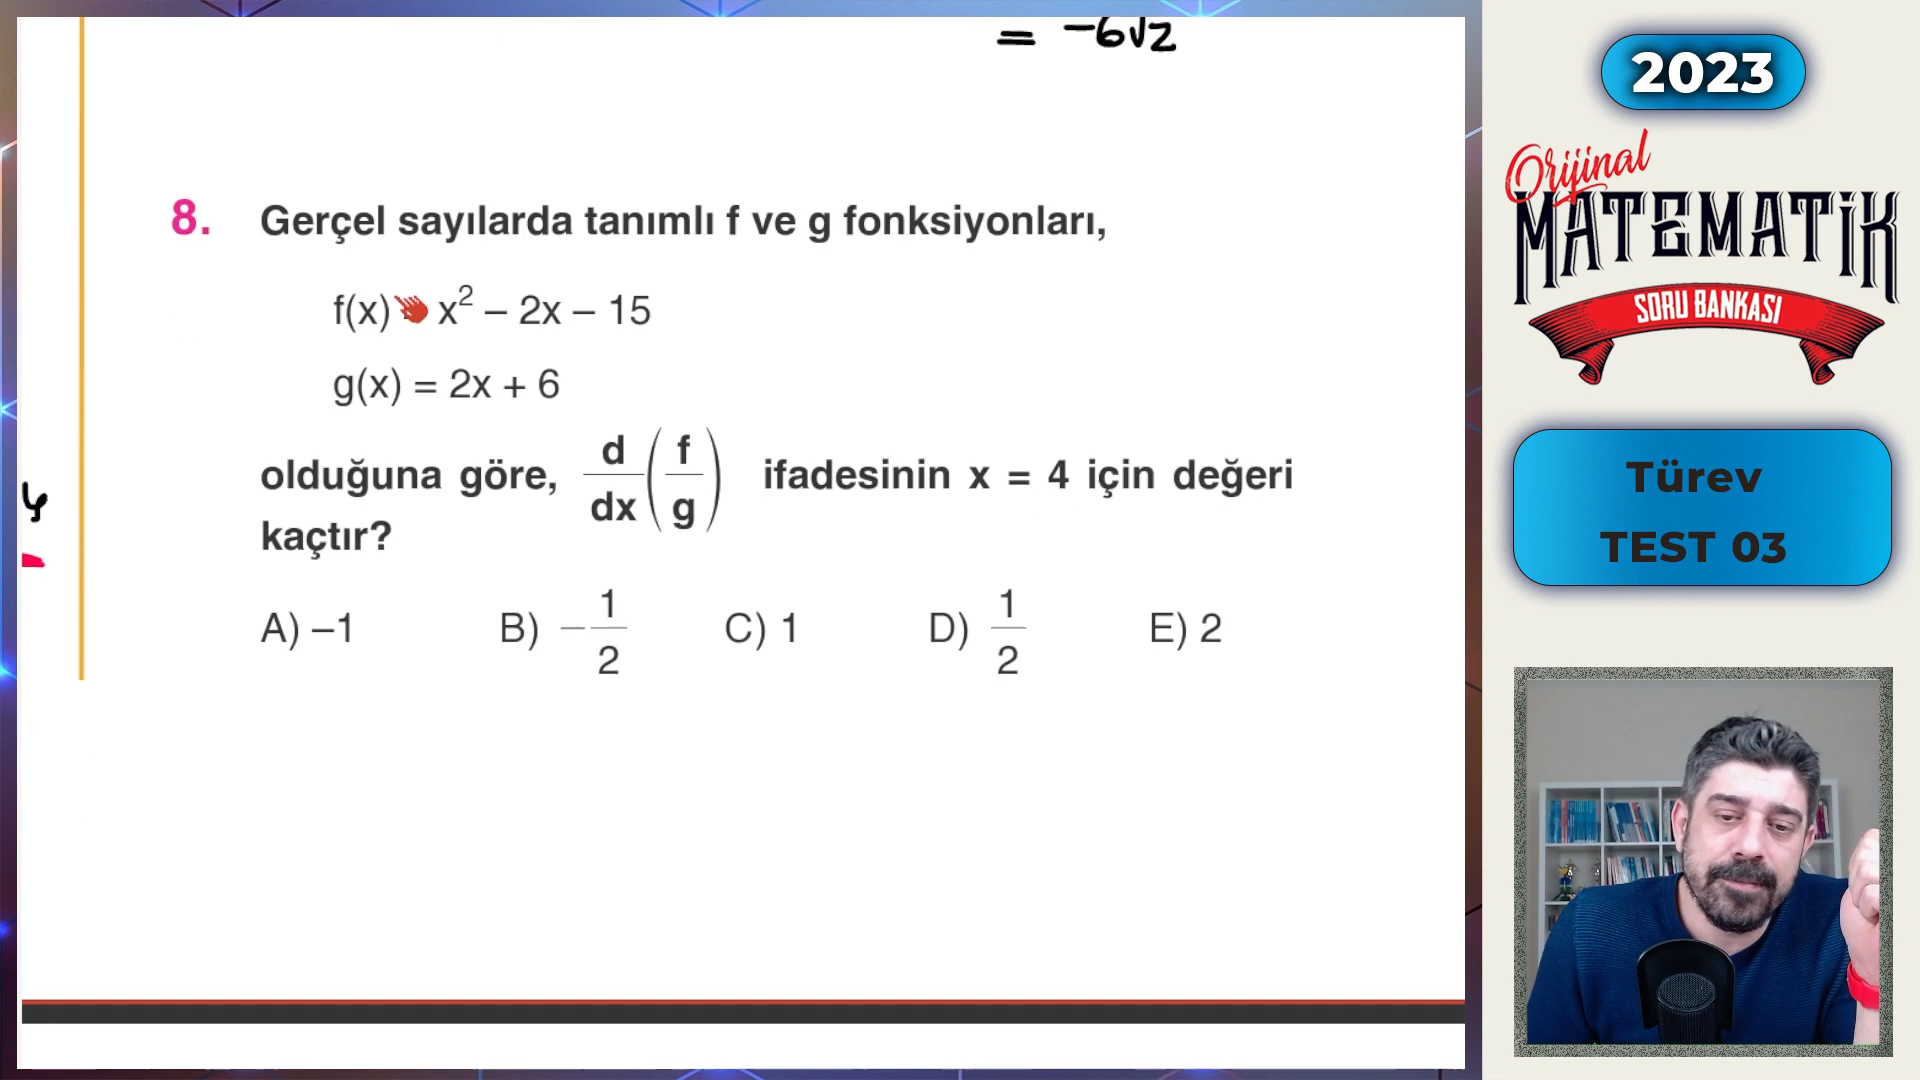 = -6√2
8. Gerçel sayılarda tanımlı f ve g fonksiyonları,
f(x) x² – 2x – 15
g(x) = 2x + 6
olduğuna göre, d/dx (f/g) ifadesinin x = 4 için değeri
kaçtır?
A) –1 B) –1/2 C) 1 D) 1/2 E) 2
2023
Orijinal
MATEMATİK
SORU BANKASI
Türev
TEST 03